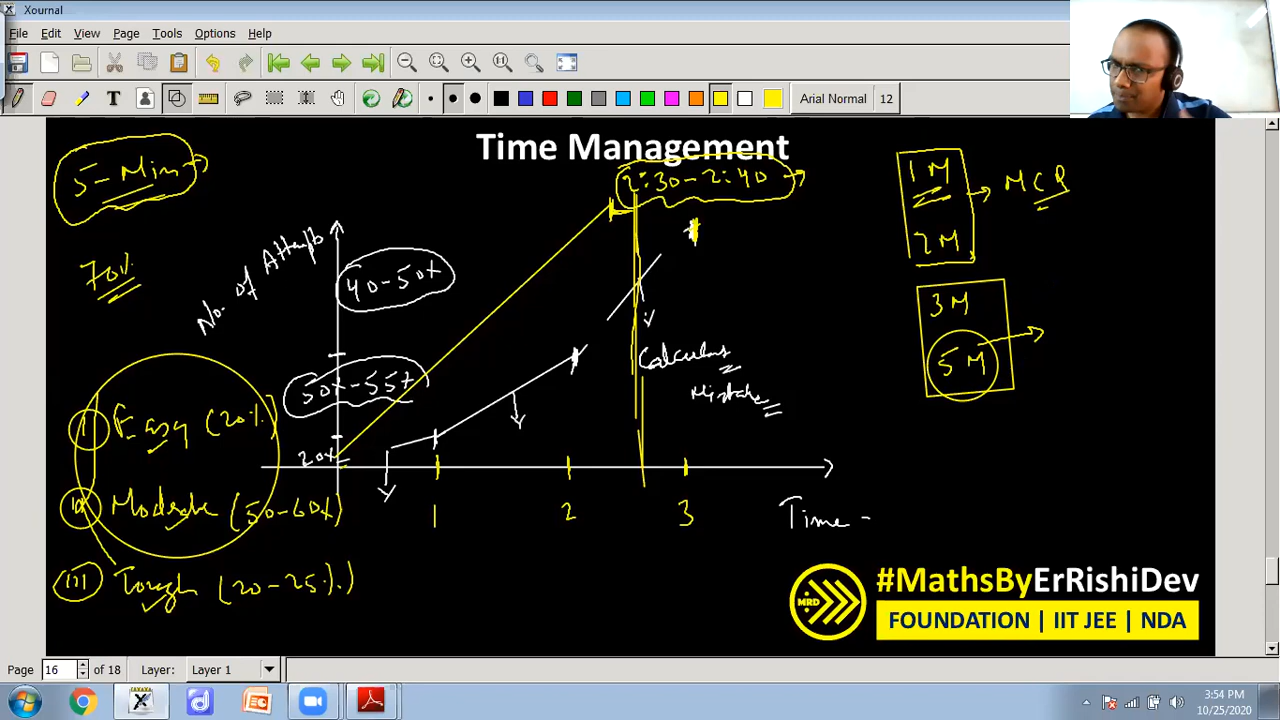 Xournal
File Edit View Page Tools Options Help
Arial Normal 12
Time Management
5-Min
2:30-2:40
1M
MCQ
2M
70%
No. of Attempts
40-50%
3M
5M
50%-55%
Calculus
Mistake
(I) Easy (20%)
20%
(II) Moderate (50-60%)
1 2 3
Time -
(III) Tough (20-25%)
MRD
#MathsByErRishiDev
FOUNDATION | IIT JEE | NDA
Page 16 of 18 Layer: Layer 1
3:54 PM
10/25/2020